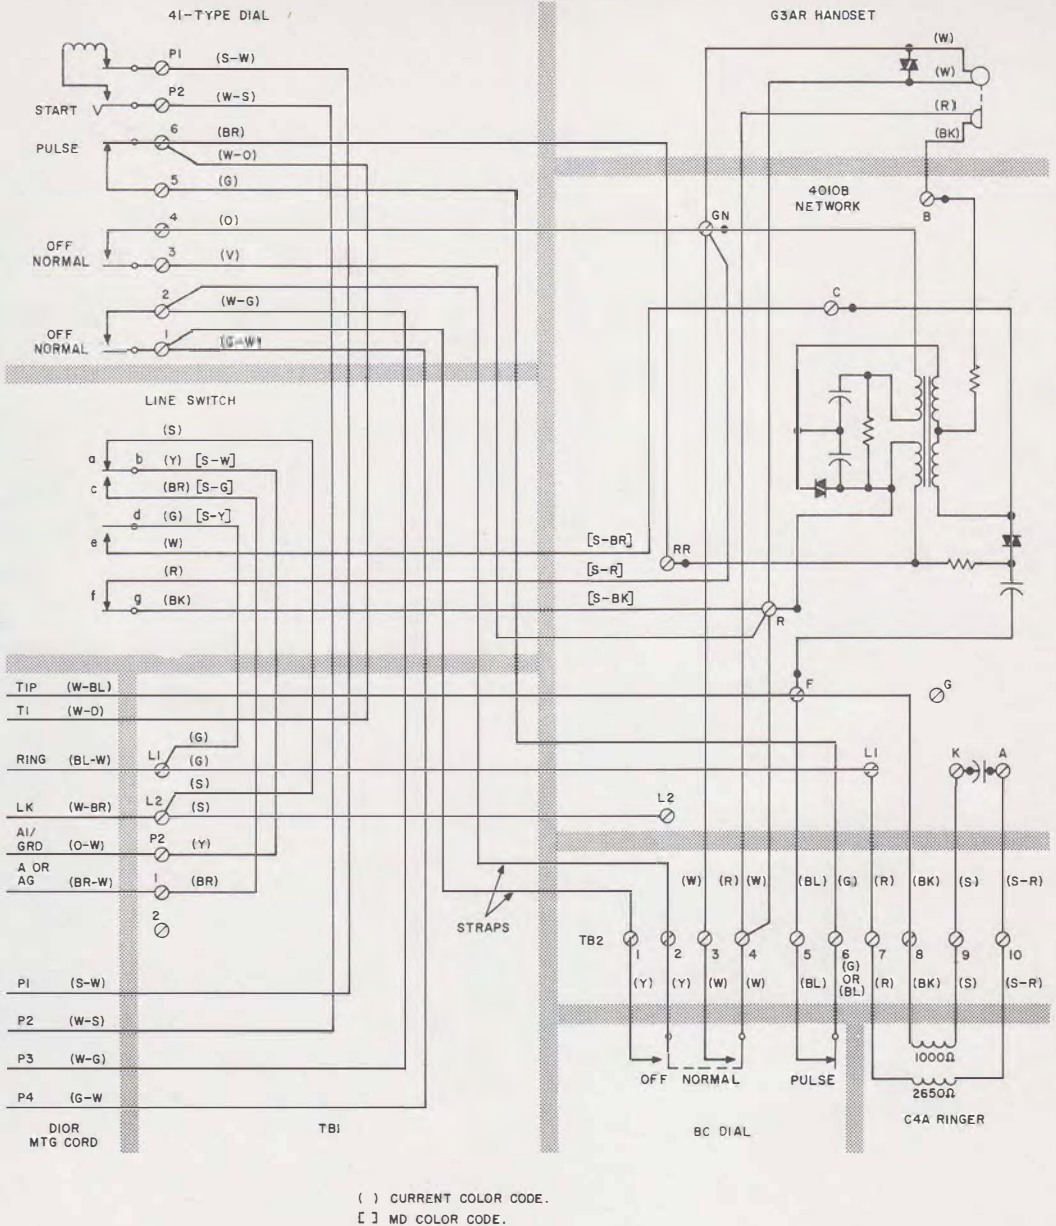 41-TYPE DIAL
G3AR HANDSET
P1 (S-W)
(W)
(W)
P2 (W-S)
START
(R)
6 (BR)
(BK)
PULSE
(W-O)
5 (G)
4010B
NETWORK
B
4 (O)
GN
OFF
NORMAL
3 (V)
2
(W-G)
C
OFF
NORMAL
1
(G-W)
LINE SWITCH
(S)
a b (Y) [S-W]
c (BR) [S-G]
d (G) [S-Y]
e (W)
[S-BR]
RR
(R)
[S-R]
f g (BK)
[S-BK]
R
TIP (W-BL)
F
G
T1 (W-O)
(G)
RING (BL-W) L1 (G)
L1
K A
(S)
LK (W-BR) L2 (S)
L2
A1/
GRD (O-W) P2 (Y)
A OR
AG (BR-W) 1 (BR)
2
(W) (R) (W) (BL) (G) (R) (BK) (S) (S-R)
STRAPS
TB2 1 2 3 4 5 6 7 8 9 10
(Y) (Y) (W) (W) (BL) (G)
OR
(BL) (R) (BK) (S) (S-R)
P1 (S-W)
P2 (W-S)
P3 (W-G)
P4 (G-W
1000Ω
OFF NORMAL PULSE
2650Ω
DIOR
MTG CORD
TB1
BC DIAL
C4A RINGER
( ) CURRENT COLOR CODE.
[ ] MD COLOR CODE.